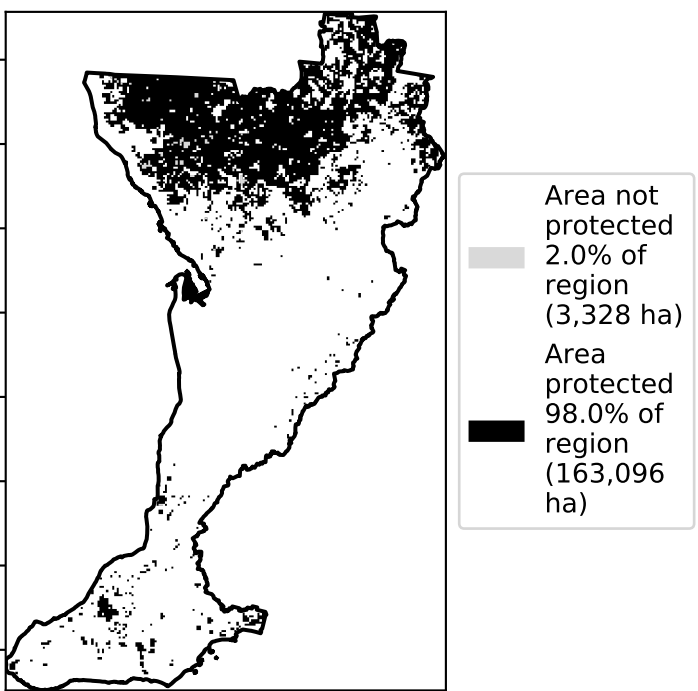 Area not
protected
2.0% of
region
(3,328 ha)
Area
protected
98.0% of
region
(163,096
ha)